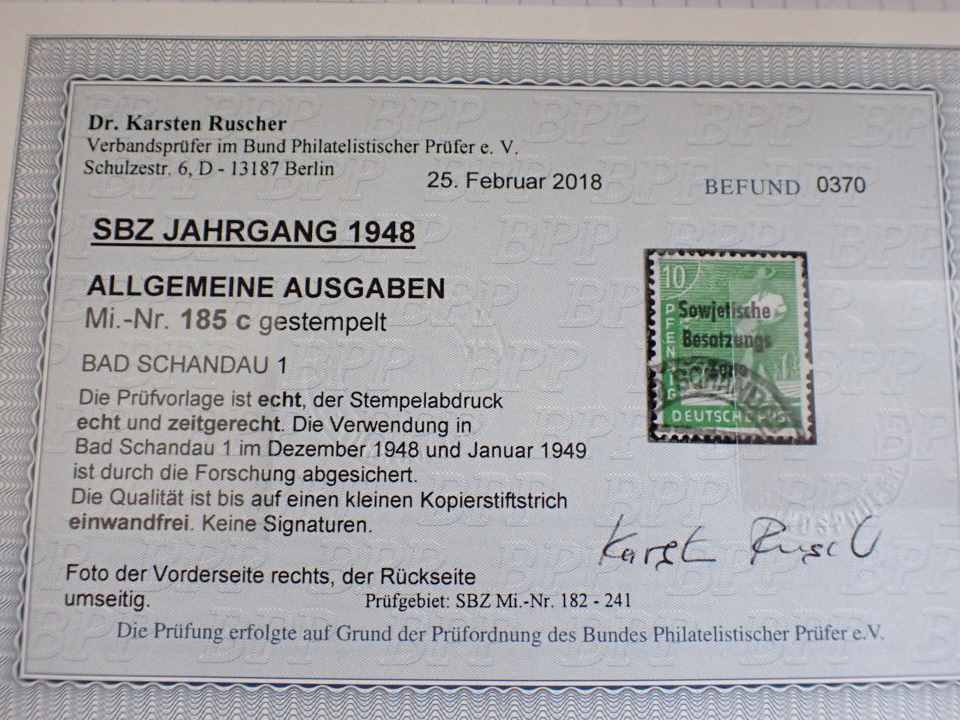 Dr. Karsten Ruscher
Verbandsprüfer im Bund Philatelistischer Prüfer e. V.
Schulzestr. 6, D - 13187 Berlin
25. Februar 2018
BEFUND 0370
SBZ JAHRGANG 1948
ALLGEMEINE AUSGABEN
Mi.-Nr. 185 c gestempelt
BAD SCHANDAU 1
Die Prüfvorlage ist echt, der Stempelabdruck
echt und zeitgerecht. Die Verwendung in
Bad Schandau 1 im Dezember 1948 und Januar 1949
ist durch die Forschung abgesichert.
Die Qualität ist bis auf einen kleinen Kopierstiftstrich
einwandfrei. Keine Signaturen.
Foto der Vorderseite rechts, der Rückseite
umseitig.
Prüfgebiet: SBZ Mi.-Nr. 182 - 241
Die Prüfung erfolgte auf Grund der Prüfordnung des Bundes Philatelistischer Prüfer e.V.
10
PFENNIG
Sowjetische
Besatzungs
Zone
DEUTSCHE POST
BPP